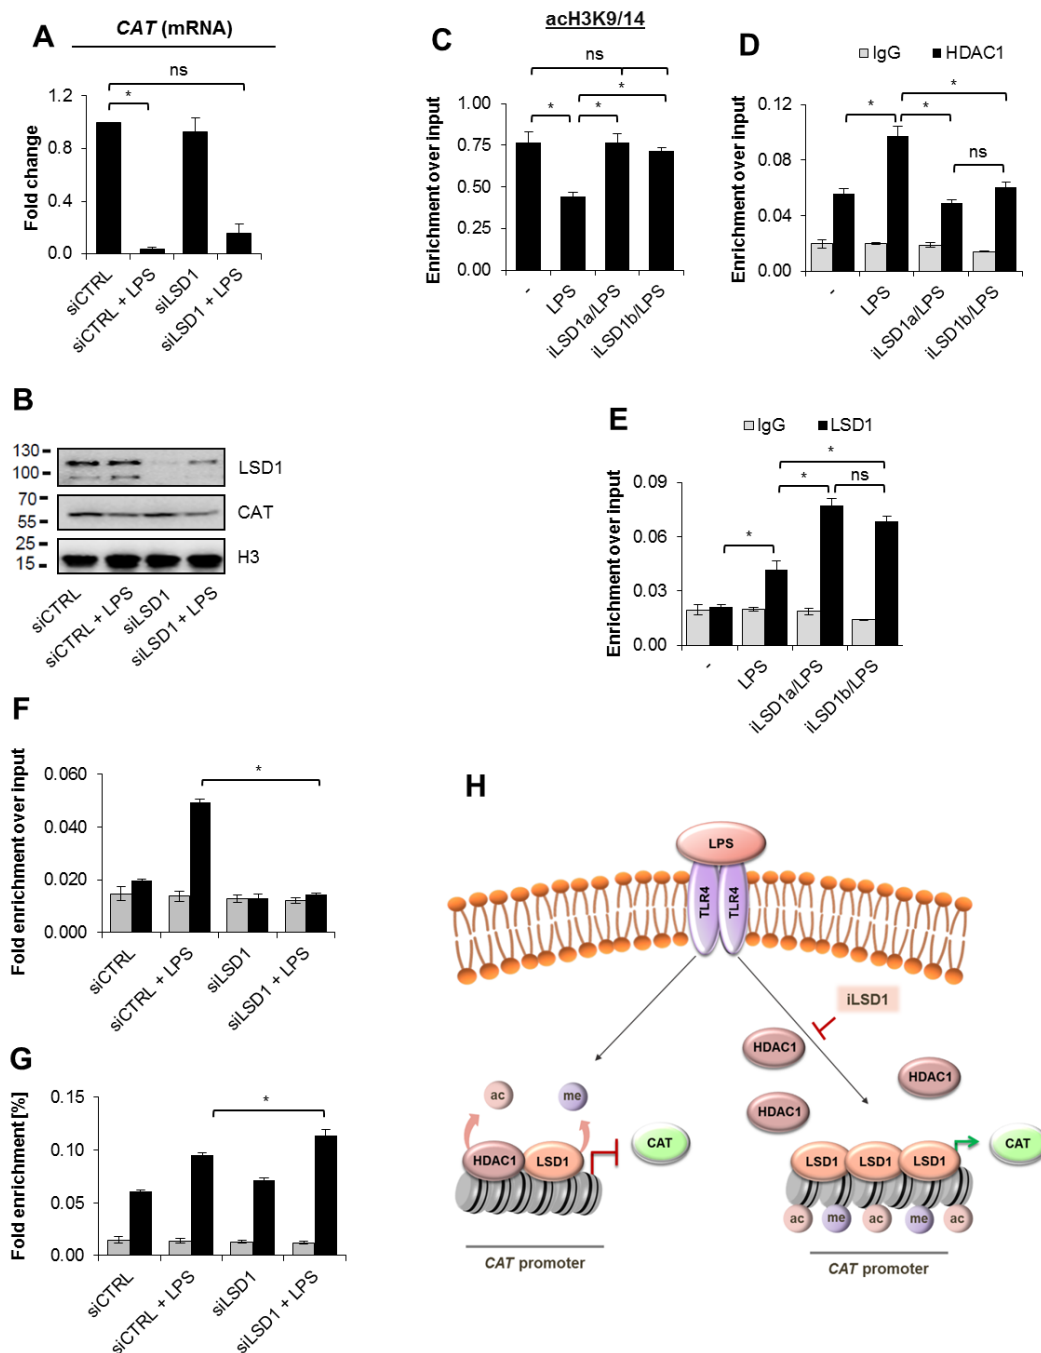 A
CAT (mRNA)
ns
*
Fold change
1.2
0.8
0.4
0.0
siCTRL
siCTRL + LPS
siLSD1
siLSD1 + LPS
B
130
100
LSD1
70
55
CAT
25
15
H3
siCTRL
siCTRL + LPS
siLSD1
siLSD1 + LPS
C
acH3K9/14
ns
*
* *
Enrichment over input
1.00
0.75
0.50
0.25
0.00
-
LPS
iLSD1a/LPS
iLSD1b/LPS
D
IgG HDAC1
*
* *
ns
Enrichment over input
0.12
0.08
0.04
0.00
-
LPS
iLSD1a/LPS
iLSD1b/LPS
E
IgG LSD1
*
* ns
*
Enrichment over input
0.09
0.06
0.03
0.00
-
LPS
iLSD1a/LPS
iLSD1b/LPS
F
*
Fold enrichment over input
0.060
0.040
0.020
0.000
siCTRL
siCTRL + LPS
siLSD1
siLSD1 + LPS
G
*
Fold enrichment [%]
0.15
0.10
0.05
0.00
siCTRL
siCTRL + LPS
siLSD1
siLSD1 + LPS
H
LPS
TLR4 TLR4
iLSD1
HDAC1
HDAC1
HDAC1
ac me
CAT
HDAC1 LSD1
CAT promoter
CAT
LSD1 LSD1 LSD1
ac me ac me ac
CAT promoter